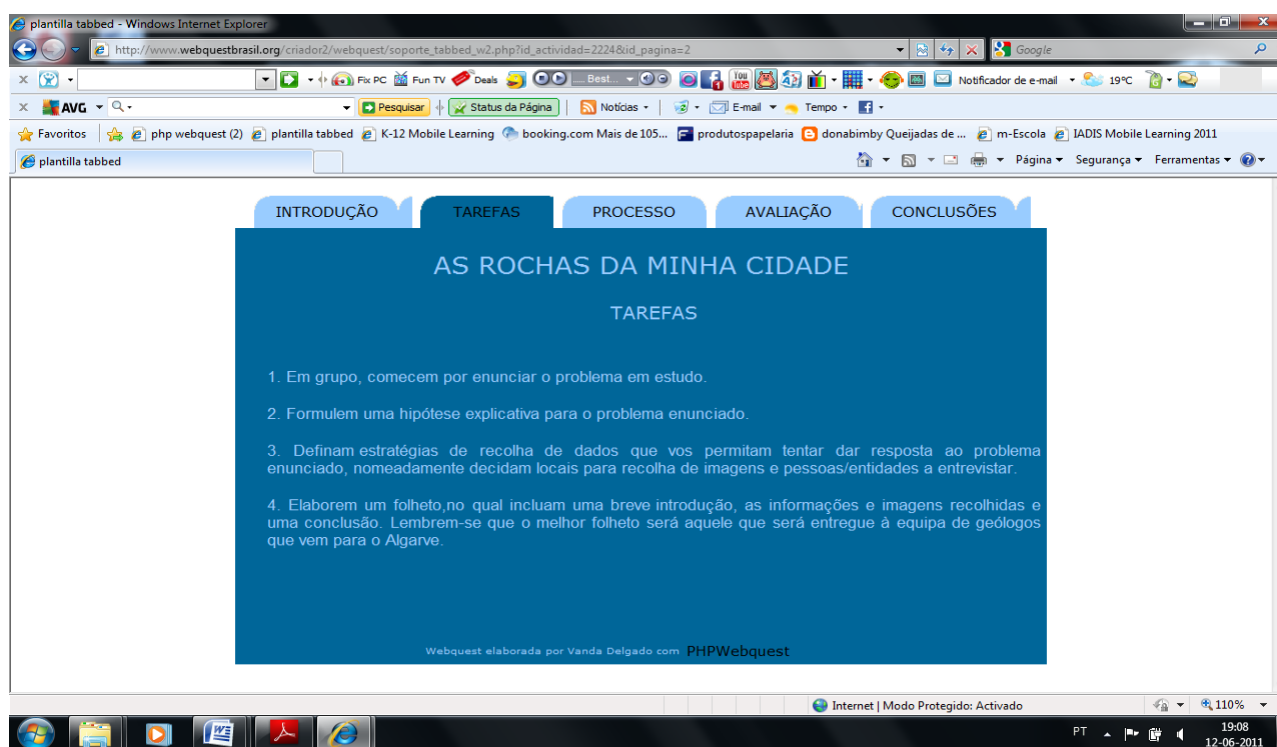 plantilla tabbed - Windows Internet Explorer
http://www.webquestbrasil.org/criador2/webquest/soporte_tabbed_w2.php?id_actividad=2224&id_pagina=2
Google
Fix PC Fun TV Deals Best... You Tube Notificador de e-mail 19°C
AVG Pesquisar Status da Página Notícias E-mail Tempo
Favoritos php webquest (2) plantilla tabbed K-12 Mobile Learning booking.com Mais de 105... produtospapelaria donabimby Queijadas de ... m-Escola IADIS Mobile Learning 2011
plantilla tabbed Página Segurança Ferramentas
INTRODUÇÃO TAREFAS PROCESSO AVALIAÇÃO CONCLUSÕES
AS ROCHAS DA MINHA CIDADE
TAREFAS
1. Em grupo, comecem por enunciar o problema em estudo.
2. Formulem uma hipótese explicativa para o problema enunciado.
3. Definam estratégias de recolha de dados que vos permitam tentar dar resposta ao problema
enunciado, nomeadamente decidam locais para recolha de imagens e pessoas/entidades a entrevistar.
4. Elaborem um folheto,no qual incluam uma breve introdução, as informações e imagens recolhidas e
uma conclusão. Lembrem-se que o melhor folheto será aquele que será entregue à equipa de geólogos
que vem para o Algarve.
Webquest elaborada por Vanda Delgado com PHPWebquest
Internet | Modo Protegido: Activado 110%
PT 19:08
12-06-2011